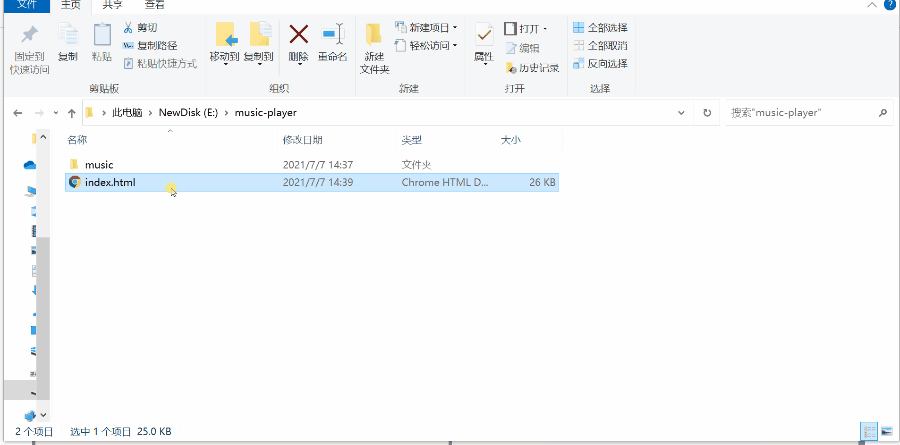 文件 主页 共享 查看
?
固定到
快速访问
复制
粘贴
剪切
复制路径
粘贴快捷方式
剪贴板
移动到
复制到
删除
重命名
组织
新建
文件夹
新建项目
轻松访问
新建
属性
打开
编辑
历史记录
打开
全部选择
全部取消
反向选择
选择
此电脑 › NewDisk (E:) › music-player
搜索"music-player"
名称 修改日期 类型 大小
music 2021/7/7 14:37 文件夹
index.html 2021/7/7 14:39 Chrome HTML D... 26 KB
2 个项目 选中 1 个项目 25.0 KB